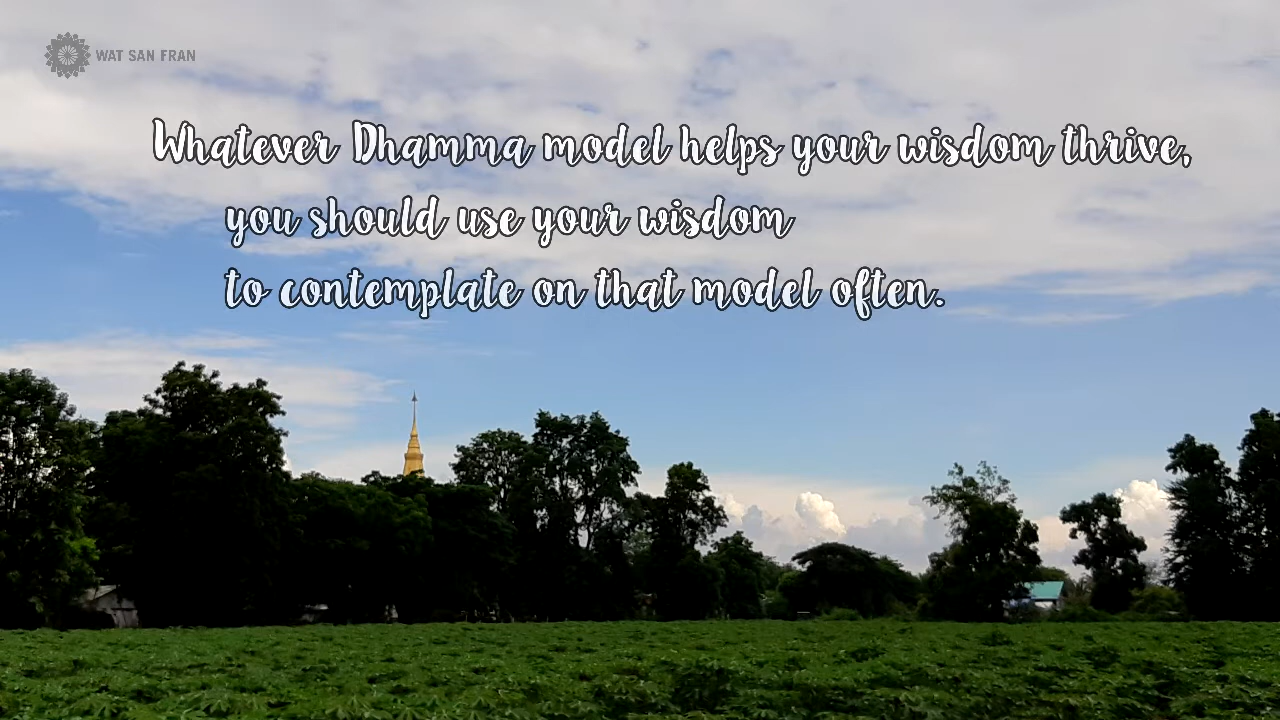 WAT SAN FRAN
Whatever Dhamma model helps your wisdom thrive,
you should use your wisdom
to contemplate on that model often.